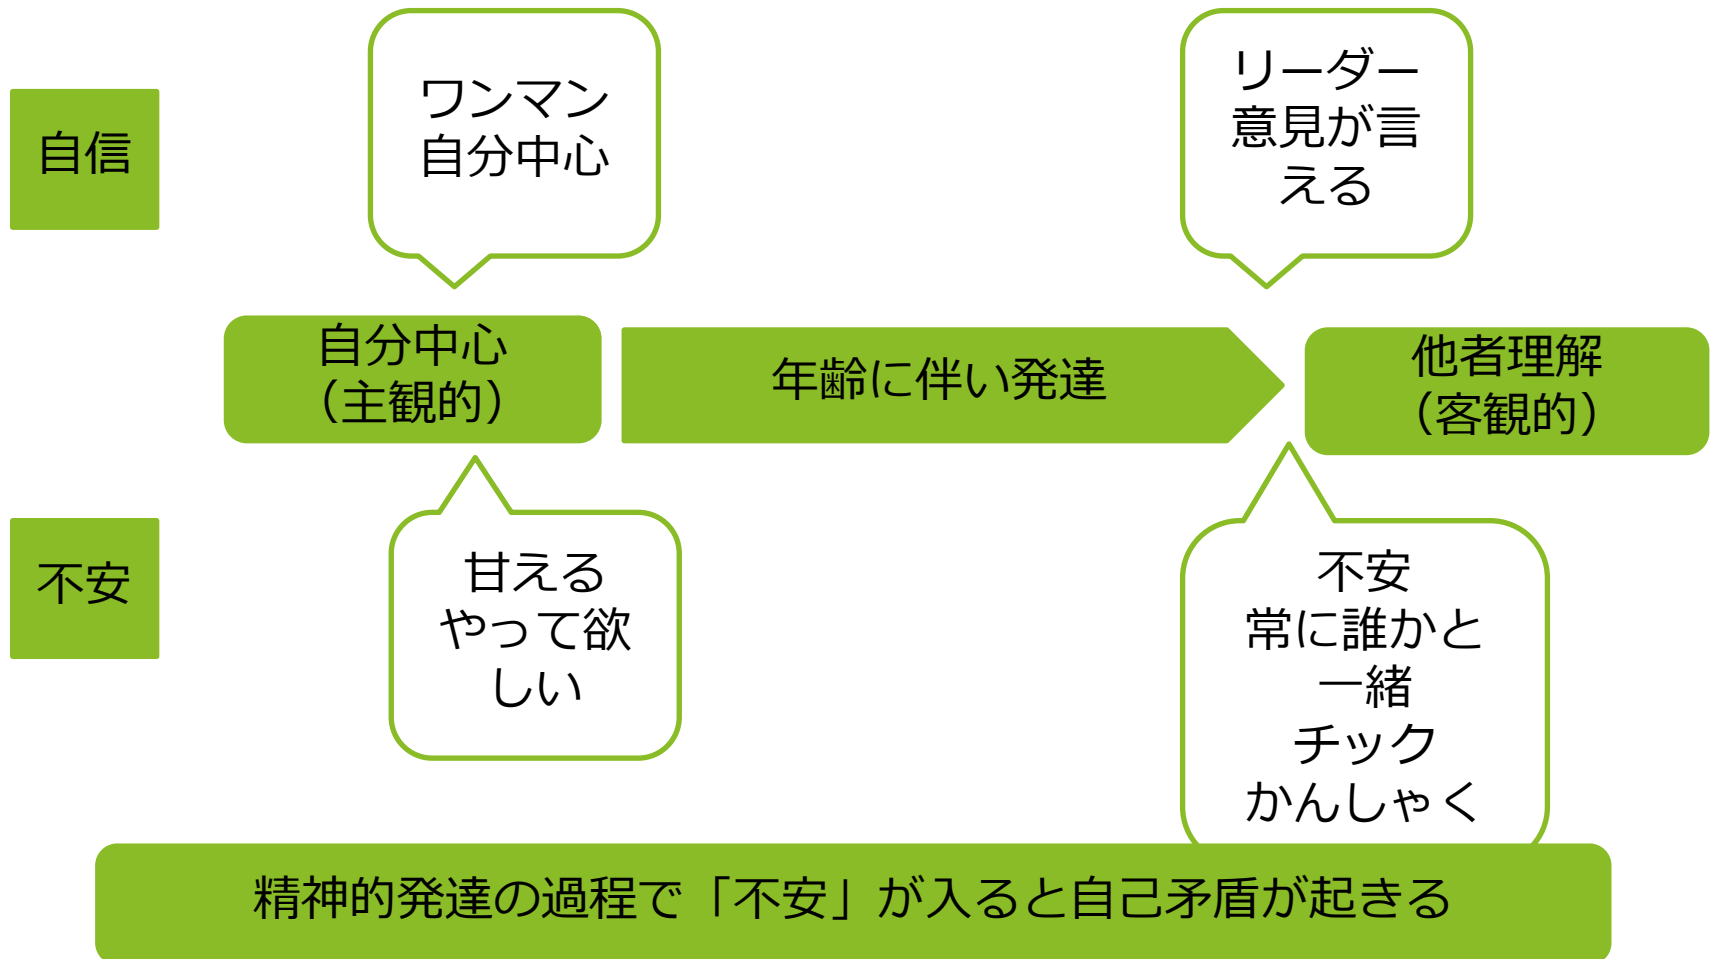 自信
ワンマン
自分中心
リーダー
意見が言
える
自分中心
（主観的）
年齢に伴い発達
他者理解
（客観的）
不安
甘える
やって欲
しい
不安
常に誰かと
一緒
チック
かんしゃく
精神的発達の過程で「不安」が入ると自己矛盾が起きる